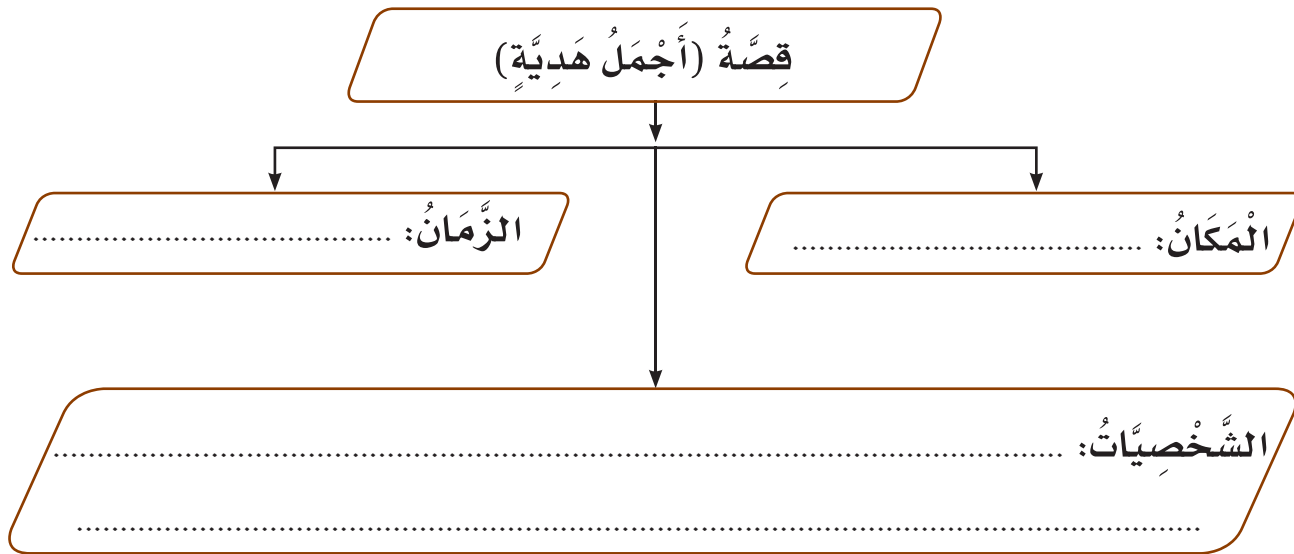 قِصَّةُ (أَجْمَلُ هَدِيَّةٍ)
الْمَكَانُ: ........................................
الزَّمَانُ: ........................................
الشَّخْصِيَّاتُ: ................................................................................................................
................................................................................................................